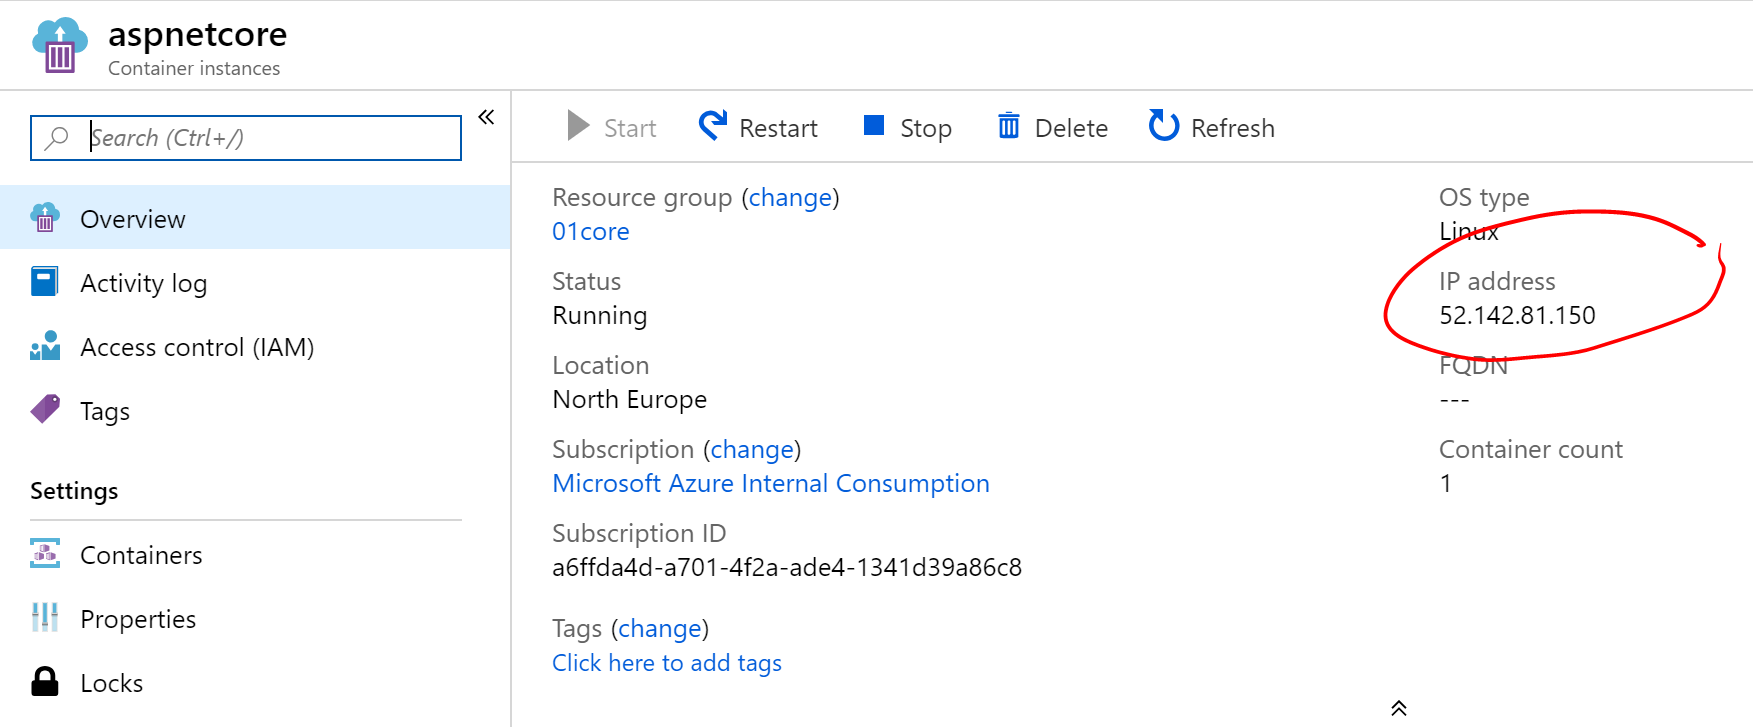 aspnetcore
Container instances
Search (Ctrl+/)
Overview
Activity log
Access control (IAM)
Tags
Settings
Containers
Properties
Locks
Start
Restart
Stop
Delete
Refresh
Resource group (change)
01core
Status
Running
Location
North Europe
Subscription (change)
Microsoft Azure Internal Consumption
Subscription ID
a6ffda4d-a701-4f2a-ade4-1341d39a86c8
Tags (change)
Click here to add tags
OS type
Linux
IP address
52.142.81.150
FQDN
---
Container count
1